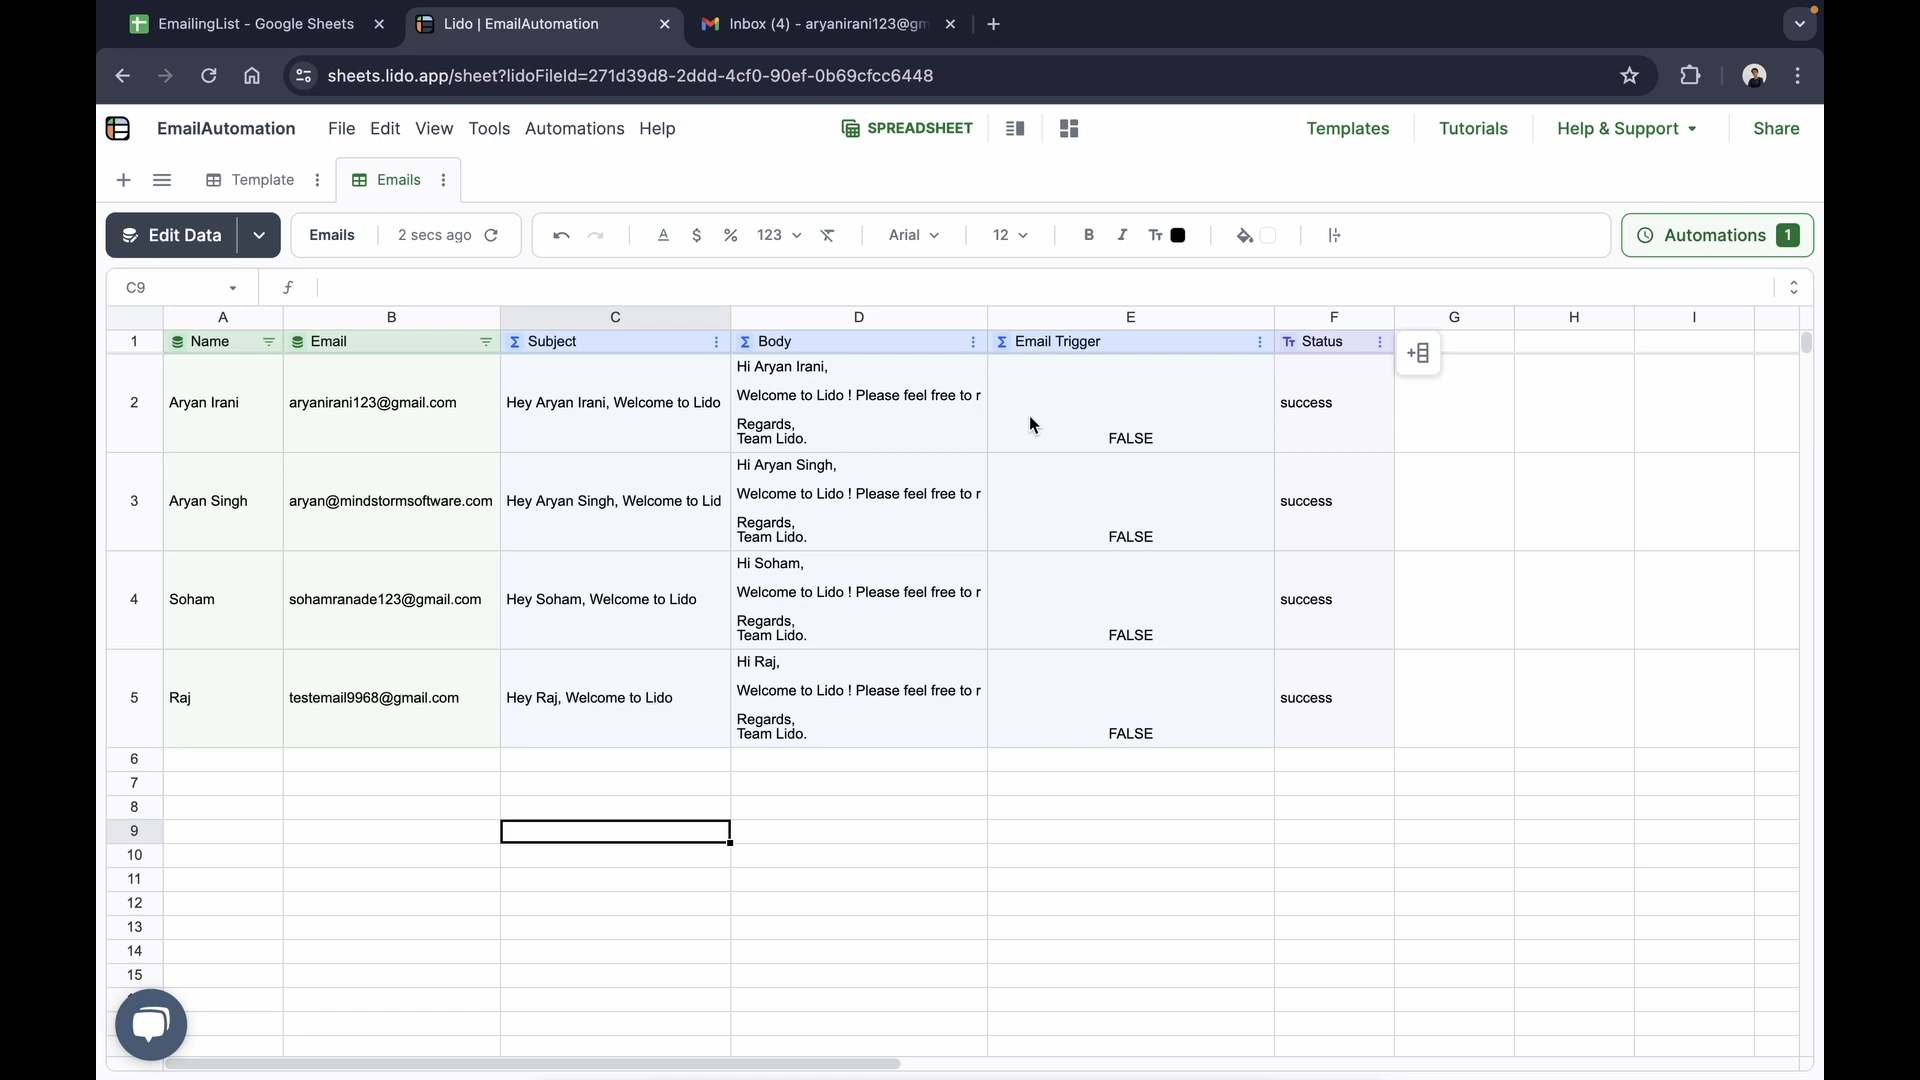 EmailingList - Google Sheets
Lido | EmailAutomation
Inbox (4) - aryanirani123@gm
sheets.lido.app/sheet?lidoFileId=271d39d8-2ddd-4cf0-90ef-0b69cfcc6448
EmailAutomation File Edit View Tools Automations Help SPREADSHEET Templates Tutorials Help & Support Share
Template Emails
Edit Data Emails 2 secs ago A $ % 123 Arial 12 B I Tт Automations 1
C9 f
A B C D E F G H I
1 Name Email Subject Body Email Trigger Tт Status
2 Aryan Irani aryanirani123@gmail.com Hey Aryan Irani, Welcome to Lido
Hi Aryan Irani,
Welcome to Lido ! Please feel free to r
Regards,
Team Lido.
FALSE success
3 Aryan Singh aryan@mindstormsoftware.com Hey Aryan Singh, Welcome to Lid
Hi Aryan Singh,
Welcome to Lido ! Please feel free to r
Regards,
Team Lido.
FALSE success
4 Soham sohamranade123@gmail.com Hey Soham, Welcome to Lido
Hi Soham,
Welcome to Lido ! Please feel free to r
Regards,
Team Lido.
FALSE success
5 Raj testemail9968@gmail.com Hey Raj, Welcome to Lido
Hi Raj,
Welcome to Lido ! Please feel free to r
Regards,
Team Lido.
FALSE success
6
7
8
9
10
11
12
13
14
15